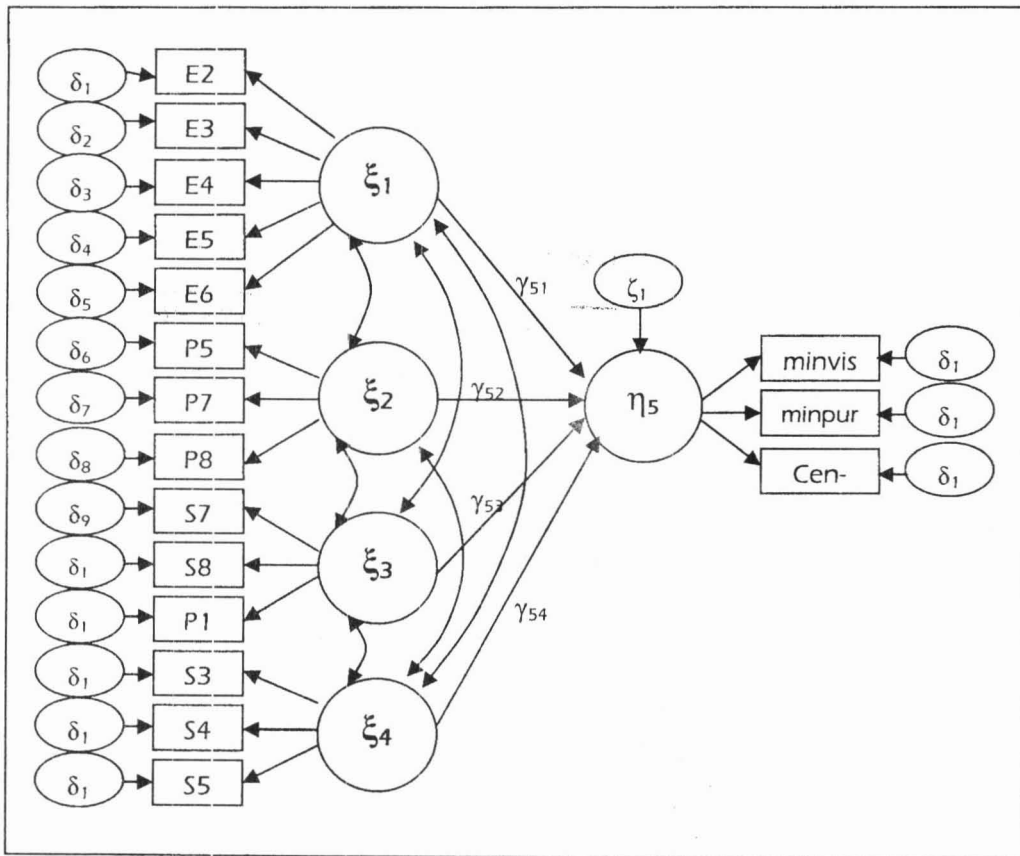 δ1 E2
δ2 E3
δ3 E4
δ4 E5
δ5 E6
δ6 P5
δ7 P7
δ8 P8
δ9 S7
δ1 S8
δ1 P1
δ1 S3
δ1 S4
δ1 S5
ξ1
ξ2
ξ3
ξ4
γ51
γ52
γ53
γ54
ζ1
η5
minvis δ1
minpur δ1
Cen- δ1